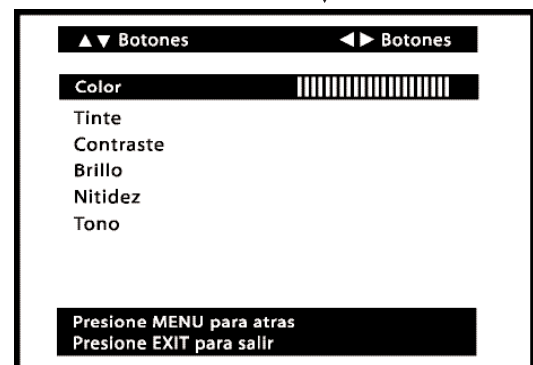 ▲▼ Botones ◀▶ Botones
Color
Tinte
Contraste
Brillo
Nitidez
Tono
Presione MENU para atras
Presione EXIT para salir